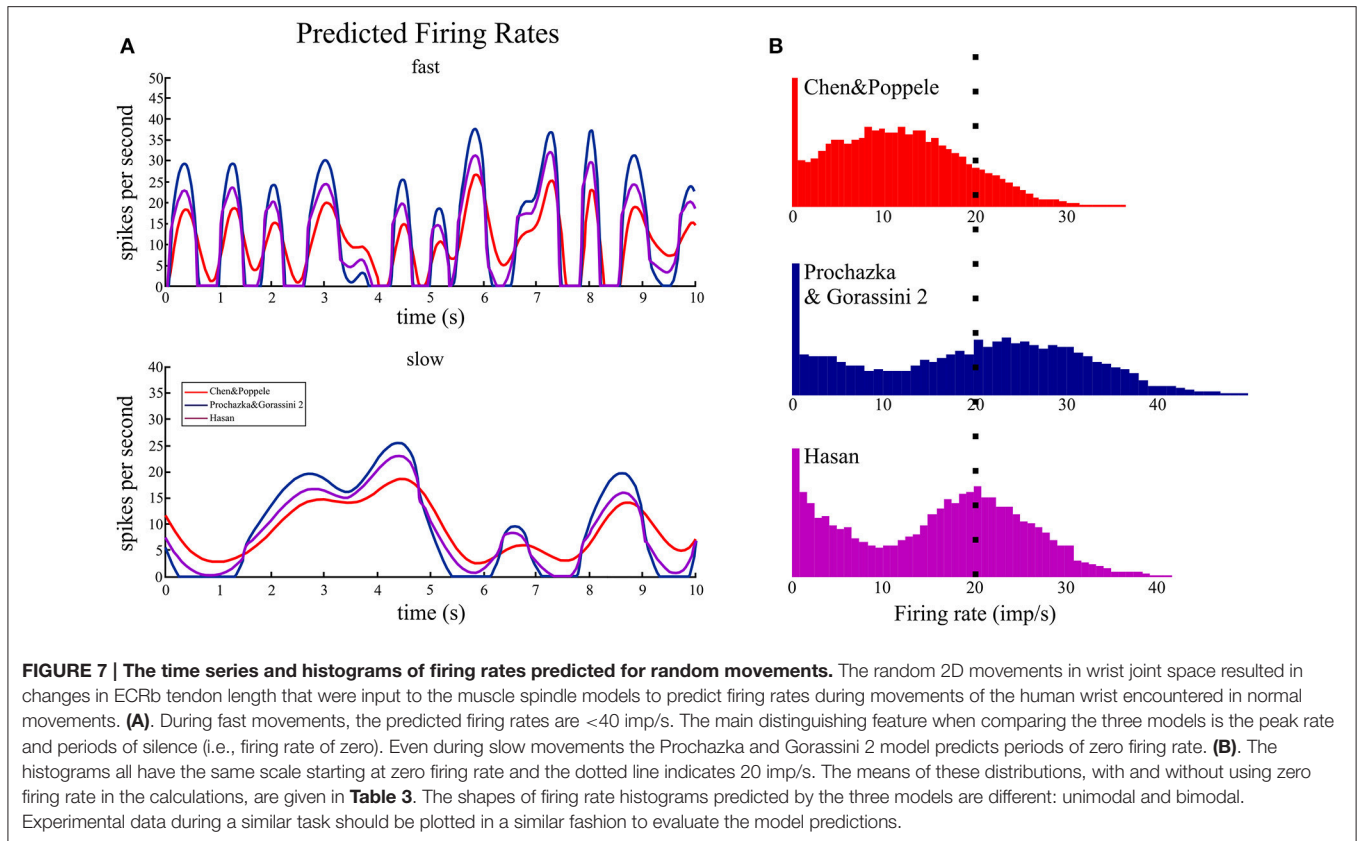 A
Predicted Firing Rates
fast
spikes per second
50
45
40
35
30
25
20
15
10
5
0
0 1 2 3 4 5 6 7 8 9 10
time (s)
slow
spikes per second
40
35
30
25
20
15
10
5
0
Chen&Poppele
Prochazka&Gorassini 2
Hasan
0 1 2 3 4 5 6 7 8 9 10
time (s)
B
Chen&Poppele
0 10 20 30
Prochazka
& Gorassini 2
0 10 20 30 40
Hasan
0 10 20 30 40
Firing rate (imp/s)
FIGURE 7 | The time series and histograms of firing rates predicted for random movements. The random 2D movements in wrist joint space resulted in
changes in ECRb tendon length that were input to the muscle spindle models to predict firing rates during movements of the human wrist encountered in normal
movements. (A). During fast movements, the predicted firing rates are <40 imp/s. The main distinguishing feature when comparing the three models is the peak rate
and periods of silence (i.e., firing rate of zero). Even during slow movements the Prochazka and Gorassini 2 model predicts periods of zero firing rate. (B). The
histograms all have the same scale starting at zero firing rate and the dotted line indicates 20 imp/s. The means of these distributions, with and without using zero
firing rate in the calculations, are given in Table 3. The shapes of firing rate histograms predicted by the three models are different: unimodal and bimodal.
Experimental data during a similar task should be plotted in a similar fashion to evaluate the model predictions.